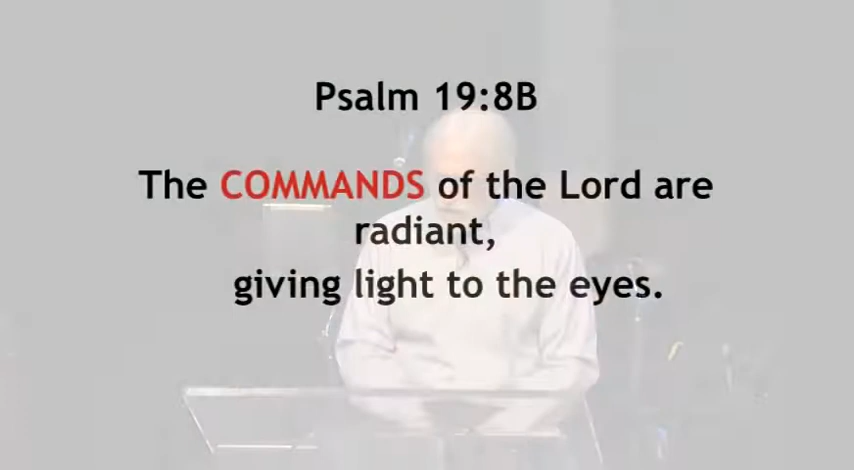 Psalm 19:8B
The COMMANDS of the Lord are
radiant,
giving light to the eyes.